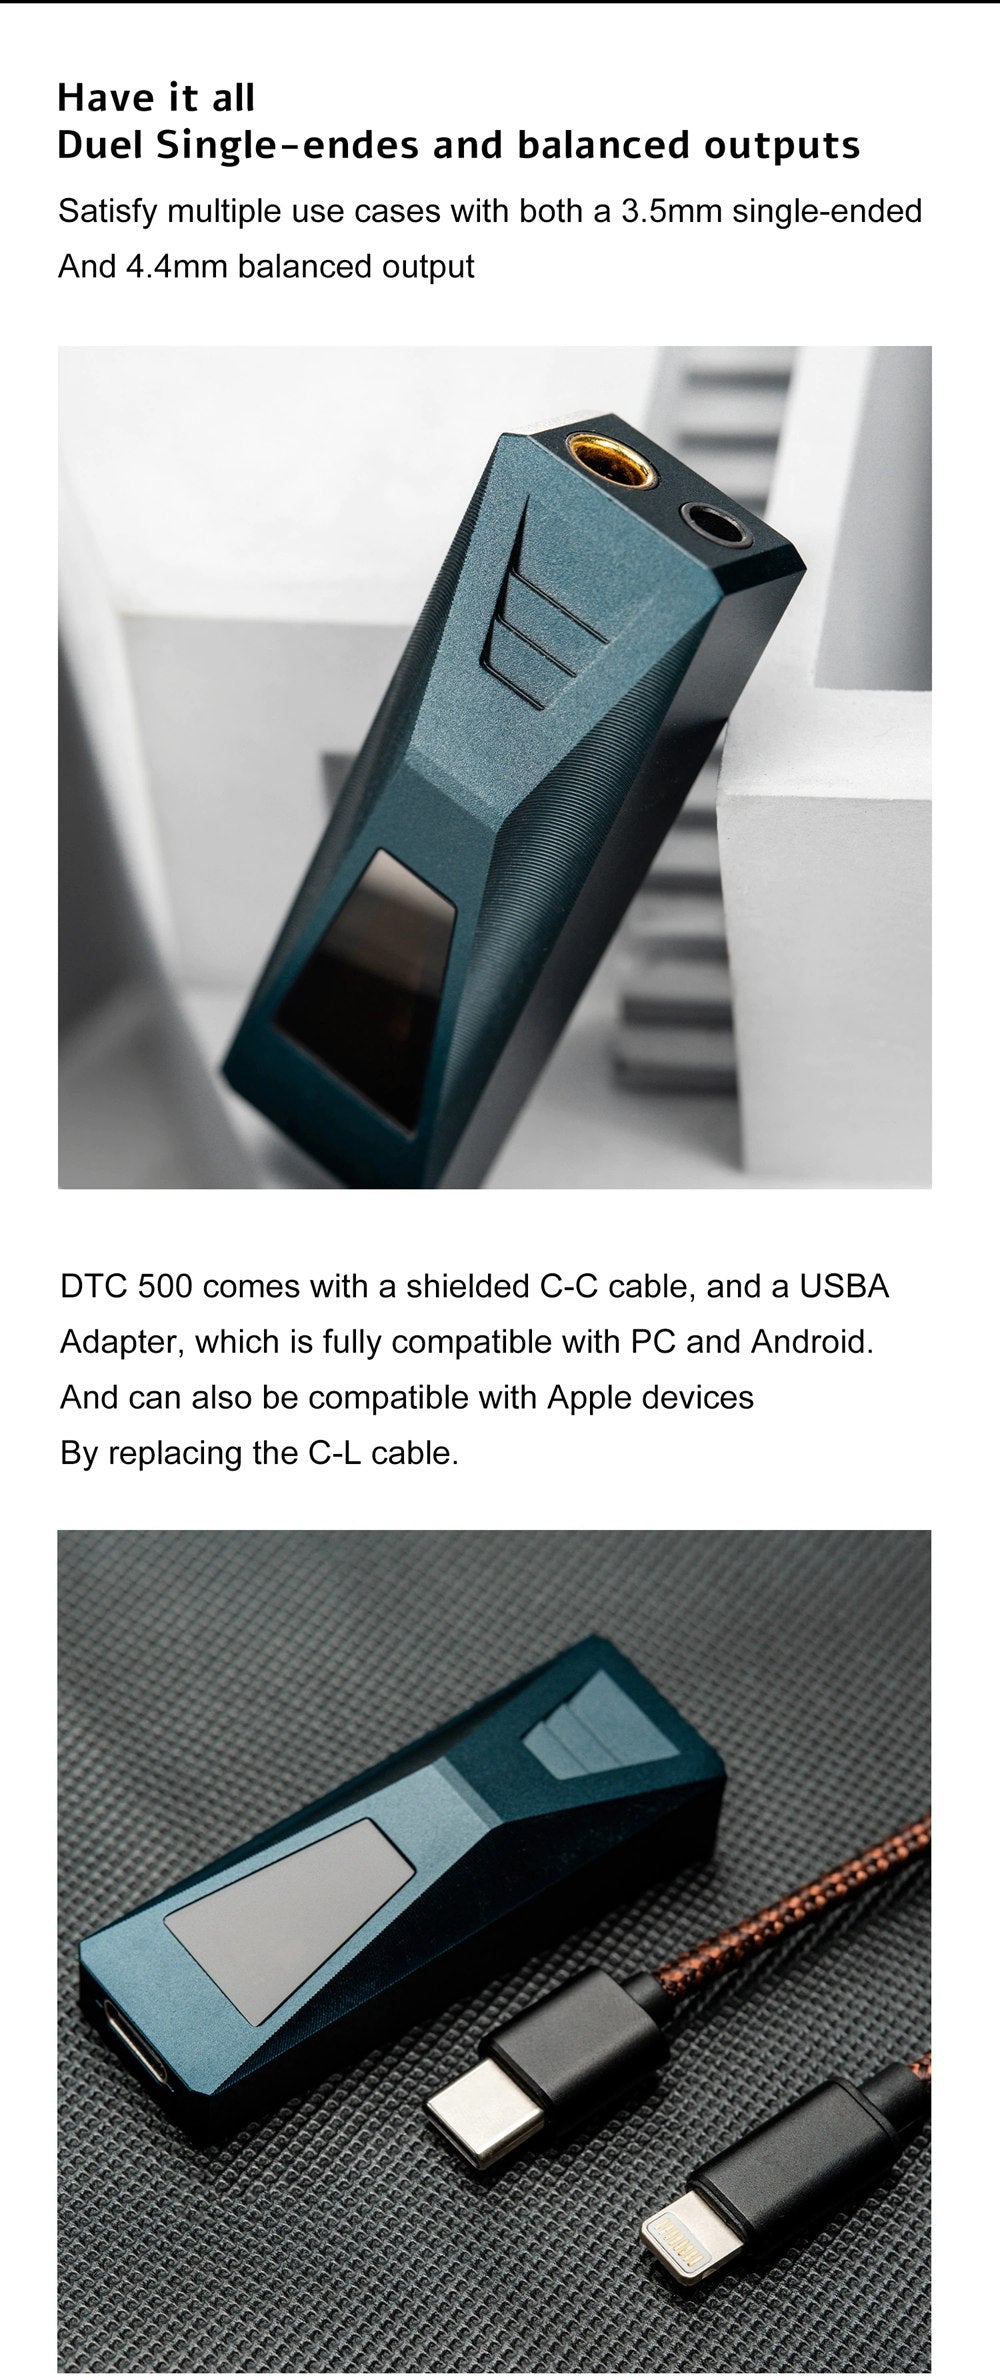 Have it all
Duel Single-endes and balanced outputs
Satisfy multiple use cases with both a 3.5mm single-ended
And 4.4mm balanced output
DTC 500 comes with a shielded C-C cable, and a USBA
Adapter, which is fully compatible with PC and Android.
And can also be compatible with Apple devices
By replacing the C-L cable.